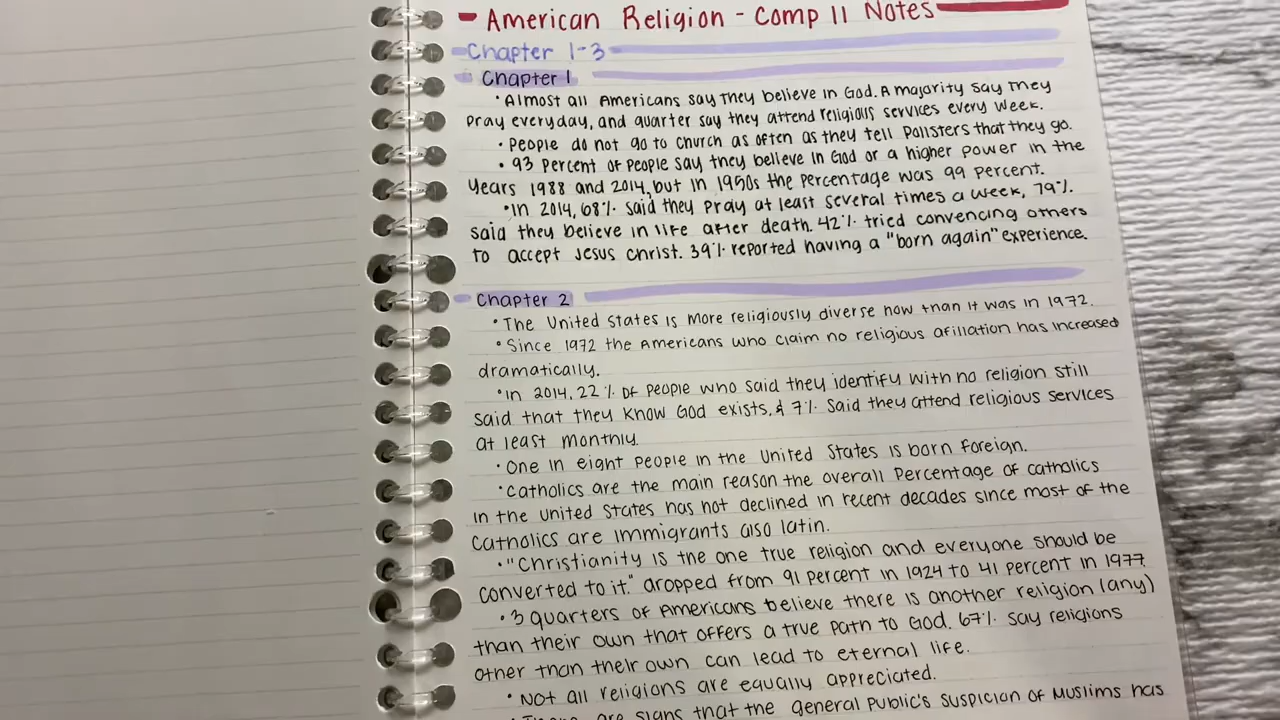 - American Religion - Comp II Notes
Chapter 1-3
Chapter 1
• Almost all Americans say they believe in God. A majority say they
pray everyday, and quarter say they attend religious services every week.
• People do not go to church as often as they tell pollsters that they go.
• 93 percent of people say they believe in God or a higher power in the
years 1988 and 2014, but in 1950s the percentage was 99 percent.
• In 2014, 68% said they pray at least several times a week, 79%
said they believe in life after death. 42% tried convencing others
to accept Jesus Christ. 39% reported having a "born again" experience.
Chapter 2
• The United States is more religiously diverse now than it was in 1972.
• Since 1972 the Americans who claim no religious afiliation has increased
dramatically.
• In 2014, 22% of people who said they identify with no religion still
said that they know God exists, & 7% said they attend religious services
at least monthly.
• One in eight people in the United States is born foreign.
• Catholics are the main reason the overall percentage of catholics
in the United States has not declined in recent decades since most of the
Catholics are immigrants also latin.
• "Christianity is the one true religion and everyone should be
converted to it." dropped from 91 percent in 1924 to 41 percent in 1977.
• 3 quarters of Americans believe there is another religion (any)
than their own that offers a true path to God. 67% say religions
other than their own can lead to eternal life.
• Not all religions are equally appreciated.
• There are signs that the general public's suspician of Muslims has